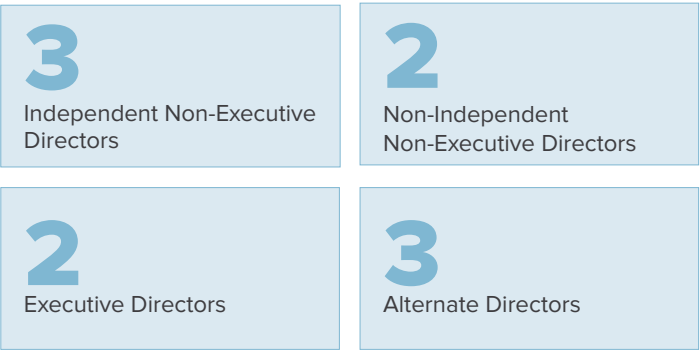 3
Independent Non-Executive
Directors
2
Non-Independent
Non-Executive Directors
2
Executive Directors
3
Alternate Directors